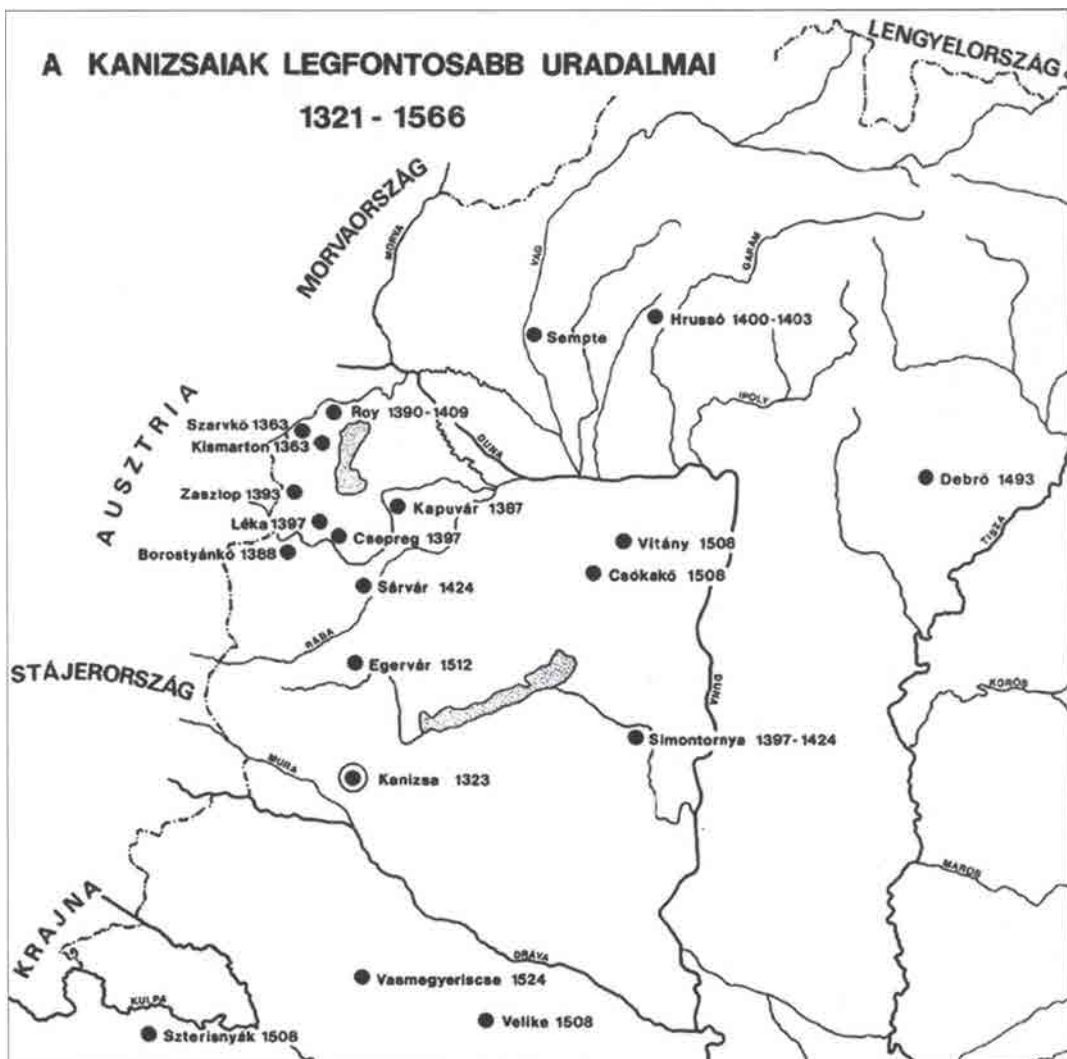 A KANIZSAIAK LEGFONTOSABB URADALMAI
1321 - 1566
LENGYELORSZÁG
MORVAORSZÁG
MORVA
VÁG
GARAM
Hrussó 1400-1403
Sempte
IPOLY
AUSZTRIA
Roy 1390-1409
Szarvkő 1363
Kismarton 1363
DUNA
Zaszlop 1393
Kapuvár 1387
Debrő 1493
Léka 1397
Csepreg 1397
Borostyánkő 1388
Vitány 1508
TISZA
Csókakő 1508
Sárvár 1424
RÁBA
STÁJERORSZÁG
Egervár 1512
DUNA
KÖRÖS
Simontornya 1397-1424
MURA
Kanizsa 1323
MAROS
KRAJNA
DRÁVA
Vasmegyericse 1524
KULPA
Velike 1508
Szterisnyák 1508